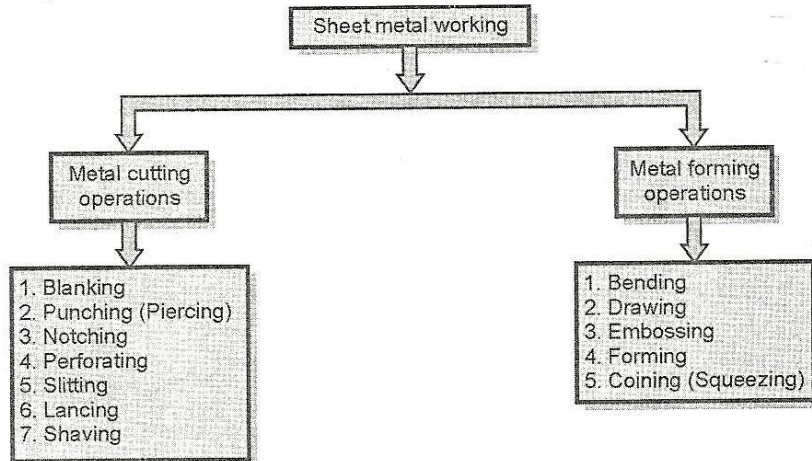 Sheet metal working
Metal cutting
operations
Metal forming
operations
1. Blanking
2. Punching (Piercing)
3. Notching
4. Perforating
5. Slitting
6. Lancing
7. Shaving
1. Bending
2. Drawing
3. Embossing
4. Forming
5. Coining (Squeezing)